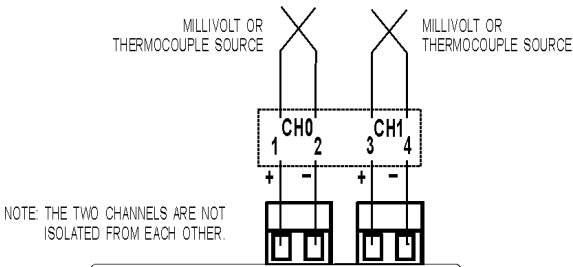 MILLIVOLT OR
THERMOCOUPLE SOURCE
MILLIVOLT OR
THERMOCOUPLE SOURCE
CH0
CH1
1 2 3 4
+ − + −
NOTE: THE TWO CHANNELS ARE NOT
ISOLATED FROM EACH OTHER.